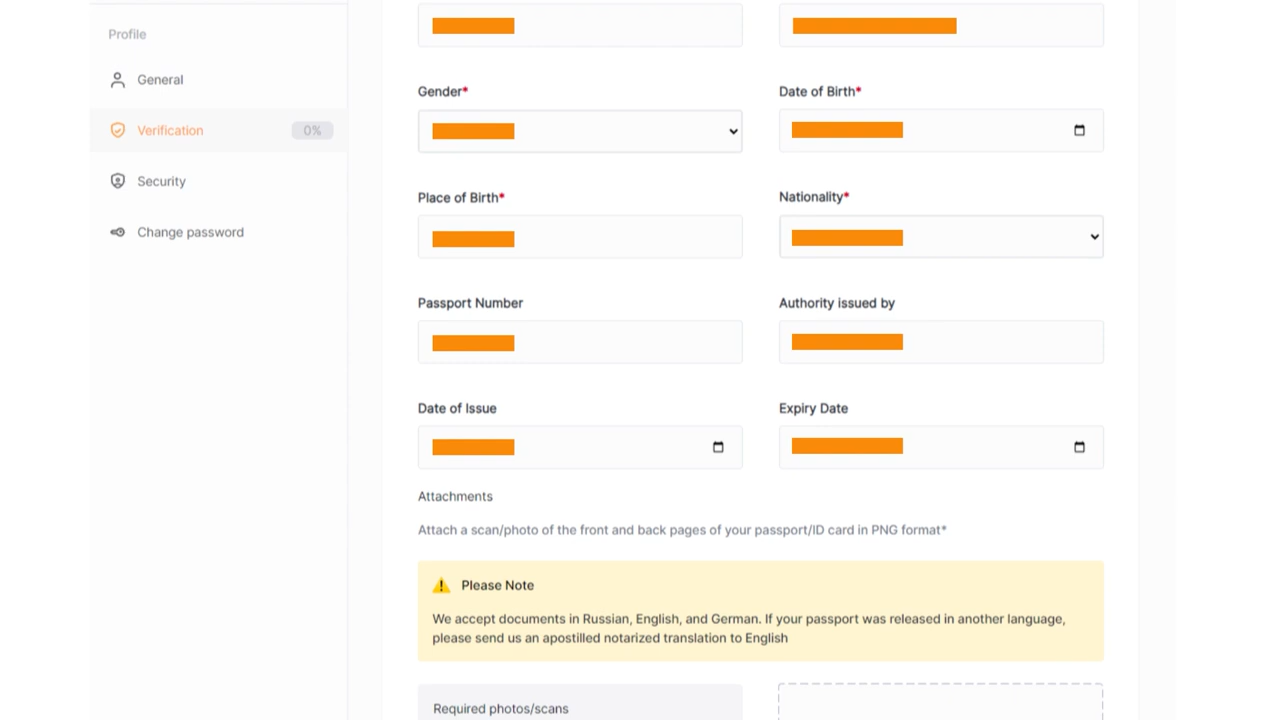 Profile
General
Verification 0%
Security
Change password
Gender* Date of Birth*
Place of Birth* Nationality*
Passport Number Authority issued by
Date of Issue Expiry Date
Attachments
Attach a scan/photo of the front and back pages of your passport/ID card in PNG format*
Please Note
We accept documents in Russian, English, and German. If your passport was released in another language,
please send us an apostilled notarized translation to English
Required photos/scans